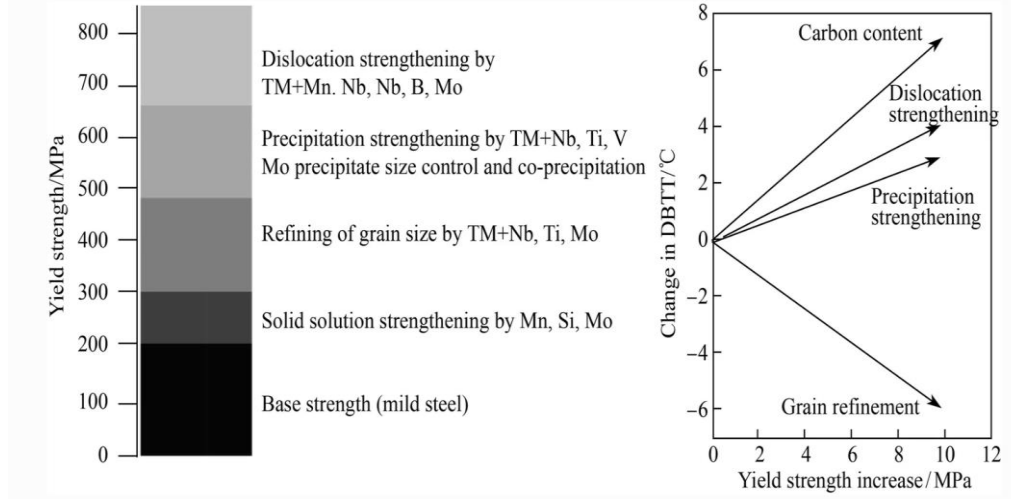 800
700
600
500
400
300
200
100
0
Yield strength/MPa
Dislocation strengthening by
TM+Mn. Nb, Nb, B, Mo
Precipitation strengthening by TM+Nb, Ti, V
Mo precipitate size control and co-precipitation
Refining of grain size by TM+Nb, Ti, Mo
Solid solution strengthening by Mn, Si, Mo
Base strength (mild steel)
8
6
4
2
0
–2
–4
–6
Change in DBTT/°C
Carbon content
Dislocation
strengthening
Precipitation
strengthening
Grain refinement
0 2 4 6 8 10 12
Yield strength increase/MPa